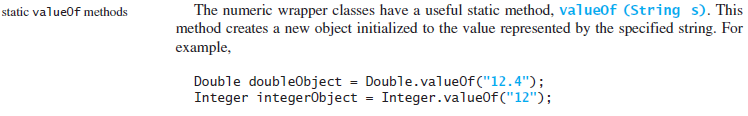 static valueOf methods
The numeric wrapper classes have a useful static method, valueOf (String s). This
method creates a new object initialized to the value represented by the specified string. For
example,
Double doubleObject = Double.valueOf("12.4");
Integer integerObject = Integer.valueOf("12");